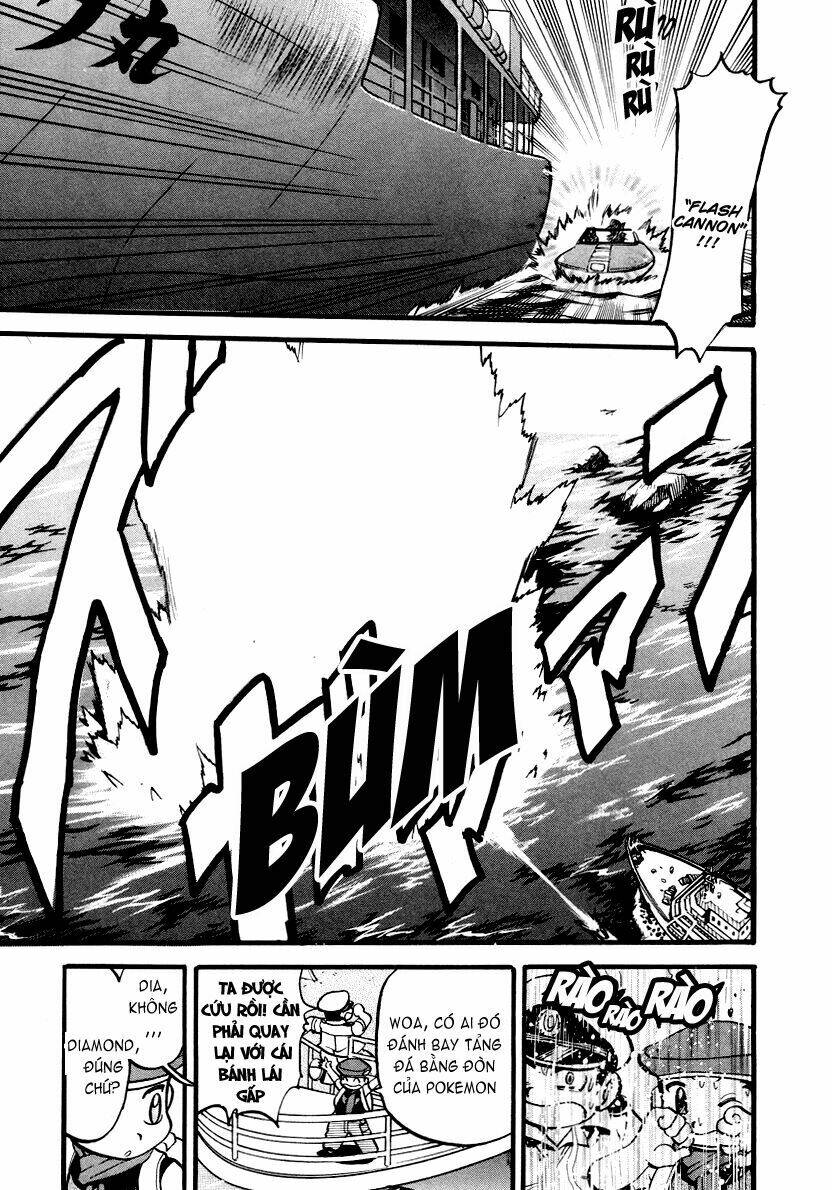 RÙ
RÙ
RÙ
"FLASH
CANNON"
!!!
BÙM
RÀO
RÀO
RÀO
WOA, CÓ AI ĐÓ
ĐÁNH BAY TẢNG
ĐÁ BẰNG ĐÒN
CỦA POKEMON
TA ĐƯỢC
CỨU RỒI!! CẦN
PHẢI QUAY
LẠI VỚI CÁI
BÁNH LÁI
GẤP
DIA,
KHÔNG
,,,
DIAMOND,
ĐÚNG
CHỨ?